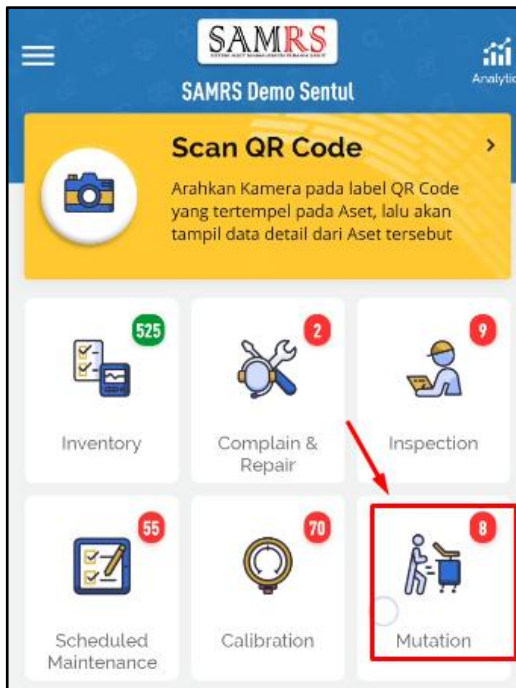 SAMRS
SAMRS Demo Sentul
Analytic
Scan QR Code
Arahkan Kamera pada label QR Code
yang tertempel pada Aset, lalu akan
tampil data detail dari Aset tersebut
525
2
9
Inventory
Complain &
Repair
Inspection
55
70
8
Scheduled
Maintenance
Calibration
Mutation